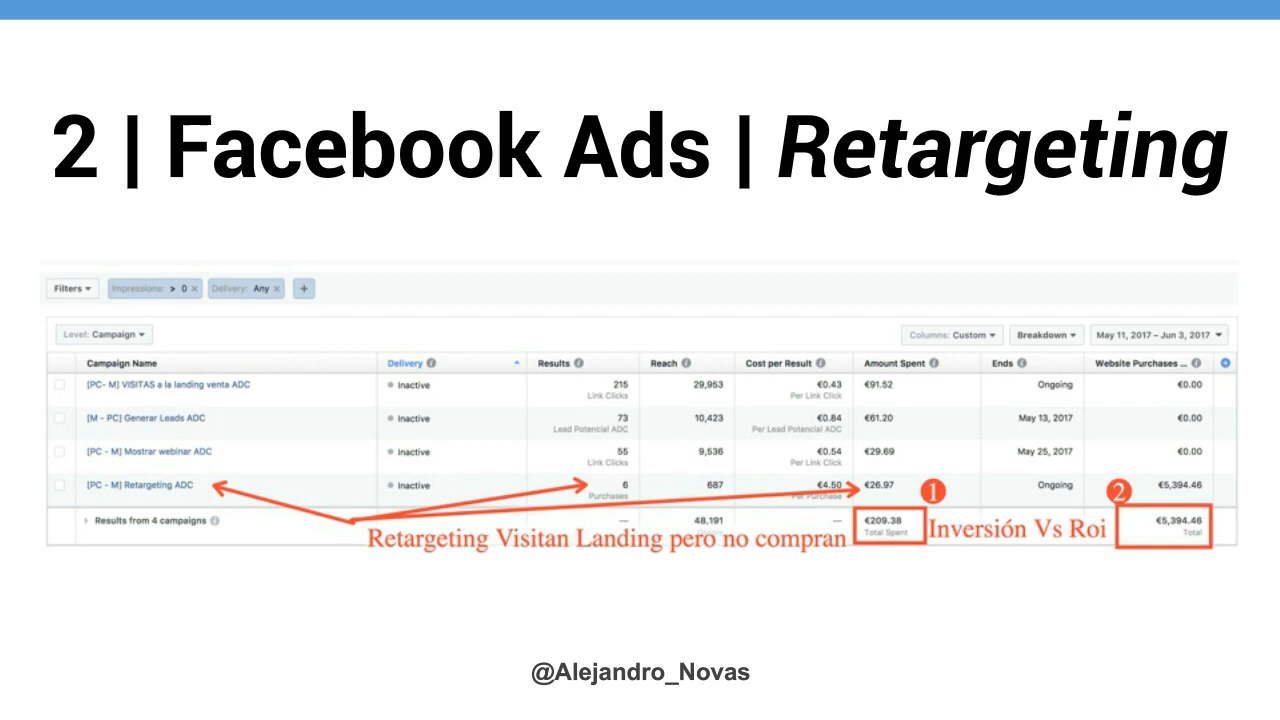 2 | Facebook Ads | Retargeting
Filters Impressions: > 0 × Delivery: Any × +
Level: Campaign Columns: Custom Breakdown May 11, 2017 – Jun 3, 2017
Campaign Name Delivery Results Reach Cost per Result Amount Spent Ends Website Purchases ...
[PC- M] VISITAS a la landing venta ADC Inactive 215 29,953 €0.43 €91.52 Ongoing €0.00
Link Clicks Per Link Click
[M - PC] Generar Leads ADC Inactive 73 10,423 €0.84 €61.20 May 13, 2017 €0.00
Lead Potencial ADC Per Lead Potencial ADC
[PC - M] Mostrar webinar ADC Inactive 55 9,536 €0.54 €29.69 May 25, 2017 €0.00
Link Clicks Per Link Click
[PC - M] Retargeting ADC Inactive 6 687 €4.50 €26.97 1 Ongoing 2 €5,394.46
Purchases Per Purchase
Results from 4 campaigns — 48,191 — €209.38 €5,394.46
Total Spent Total
Retargeting Visitan Landing pero no compran Inversión Vs Roi
@Alejandro_Novas